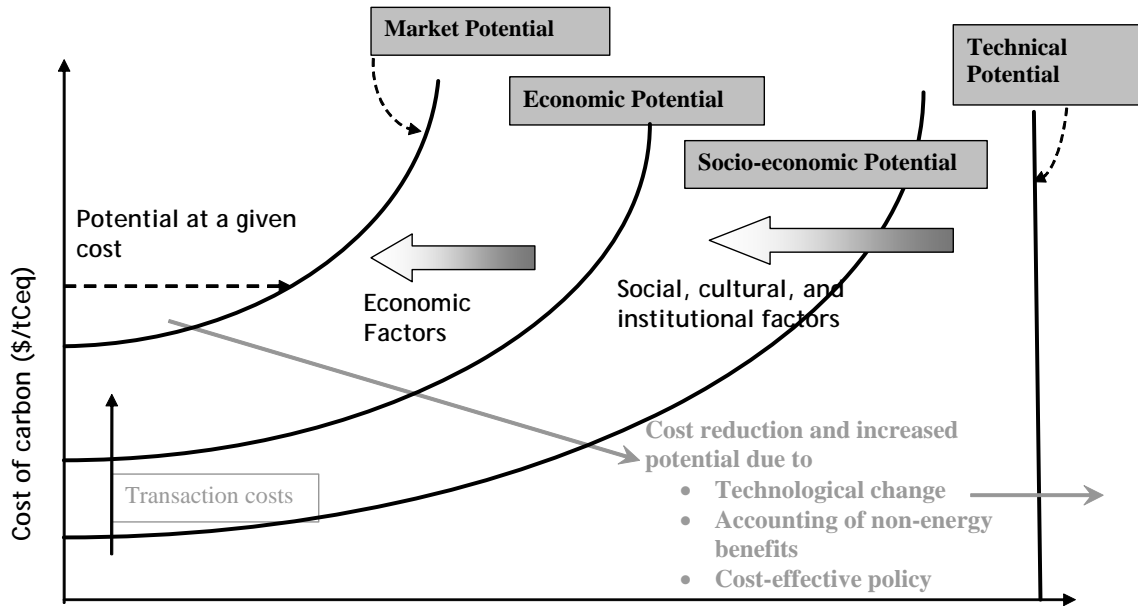 Market Potential
Technical
Potential
Economic Potential
Socio-economic Potential
Potential at a given
cost
Economic
Factors
Social, cultural, and
institutional factors
Cost of carbon ($/tCeq)
Transaction costs
Cost reduction and increased
potential due to
• Technological change
• Accounting of non-energy
benefits
• Cost-effective policy